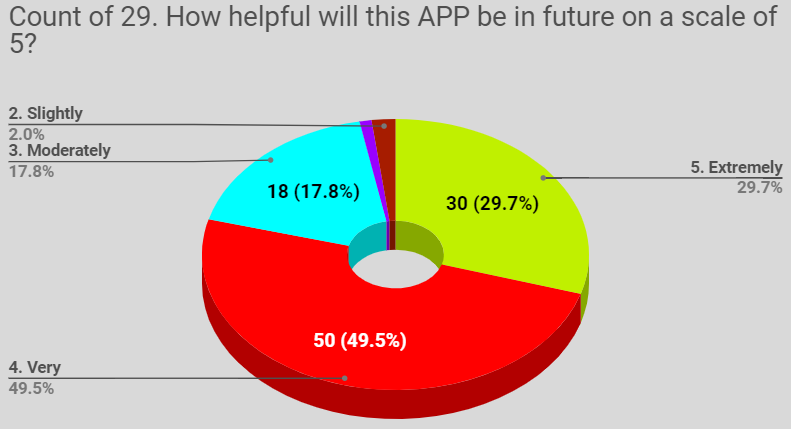 Count of 29. How helpful will this APP be in future on a scale of
5?
2. Slightly
2.0%
3. Moderately
17.8%
5. Extremely
29.7%
18 (17.8%)
30 (29.7%)
50 (49.5%)
4. Very
49.5%